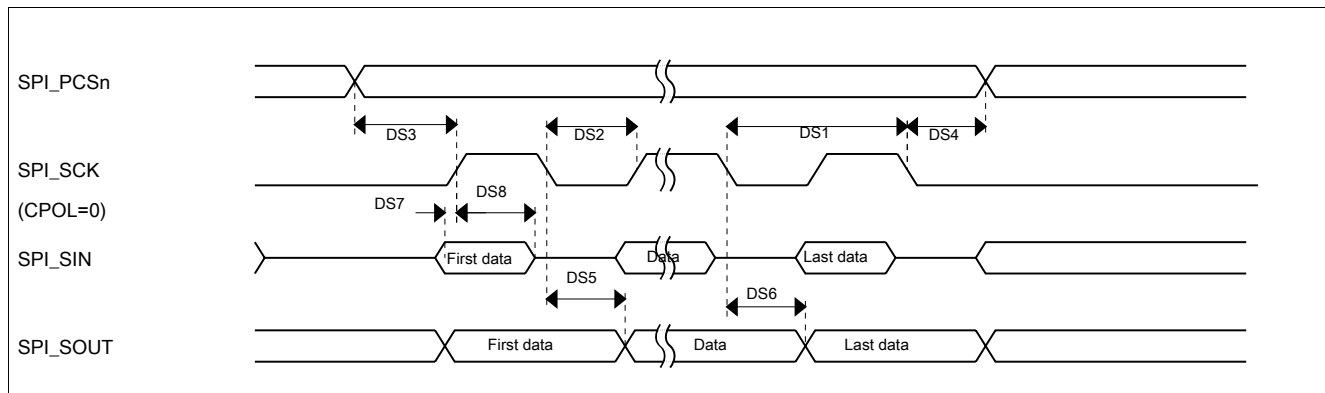 SPI_PCSn
DS3
DS2
DS1
DS4
SPI_SCK
(CPOL=0)
DS7
DS8
SPI_SIN
First data
Data
Last data
DS5
DS6
SPI_SOUT
First data
Data
Last data